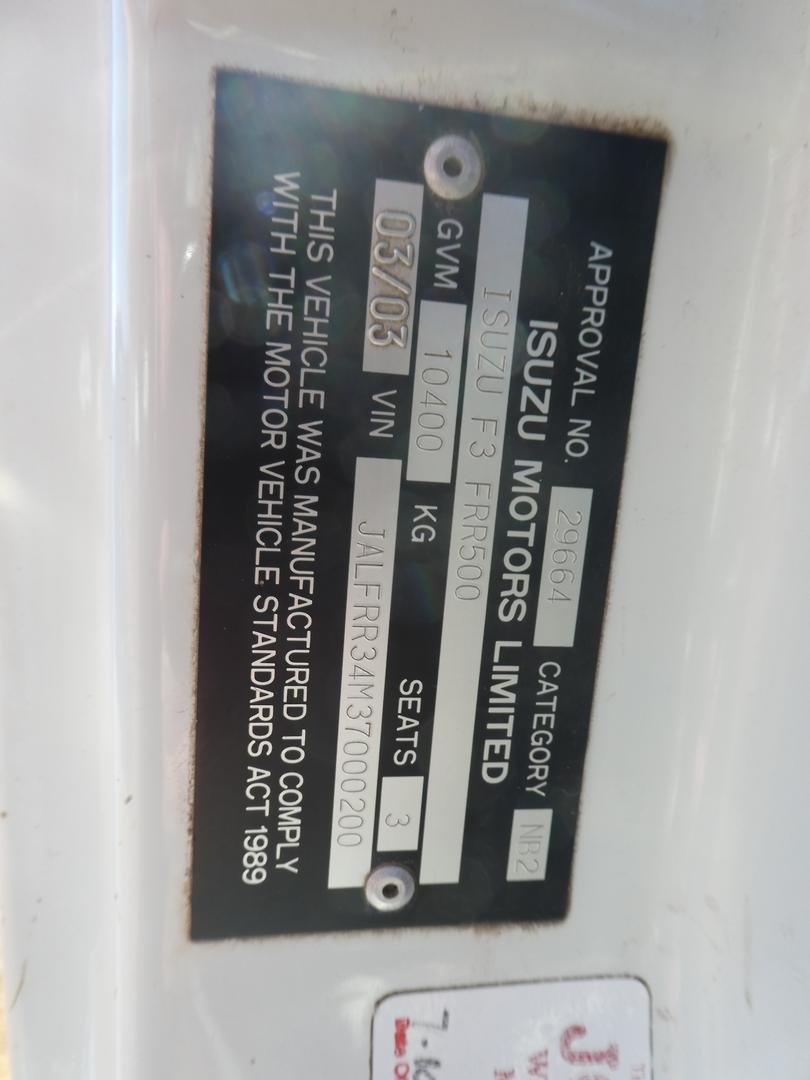 APPROVAL NO. 29664 CATEGORY NB2
ISUZU MOTORS LIMITED
ISUZU F3 FRR500
GVM 10400 KG SEATS 3
03/03 VIN JALFRR34M37000200
THIS VEHICLE WAS MANUFACTURED TO COMPLY
WITH THE MOTOR VEHICLE STANDARDS ACT 1989